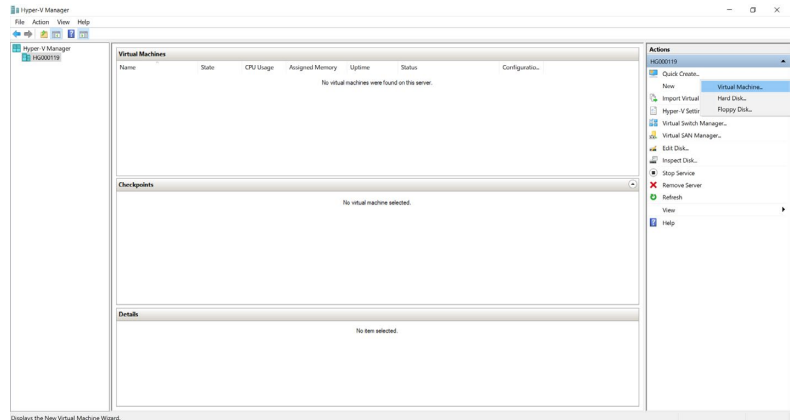 Hyper-V Manager
File Action View Help
Hyper-V Manager
HG000119
Virtual Machines
Name State CPU Usage Assigned Memory Uptime Status Configuratio...
No virtual machines were found on this server.
Checkpoints
No virtual machine selected.
Details
No item selected.
Actions
HG000119
Quick Create...
New
Virtual Machine...
Hard Disk...
Floppy Disk...
Import Virtual
Hyper-V Settin
Virtual Switch Manager...
Virtual SAN Manager...
Edit Disk...
Inspect Disk...
Stop Service
Remove Server
Refresh
View
Help
Displays the New Virtual Machine Wizard.